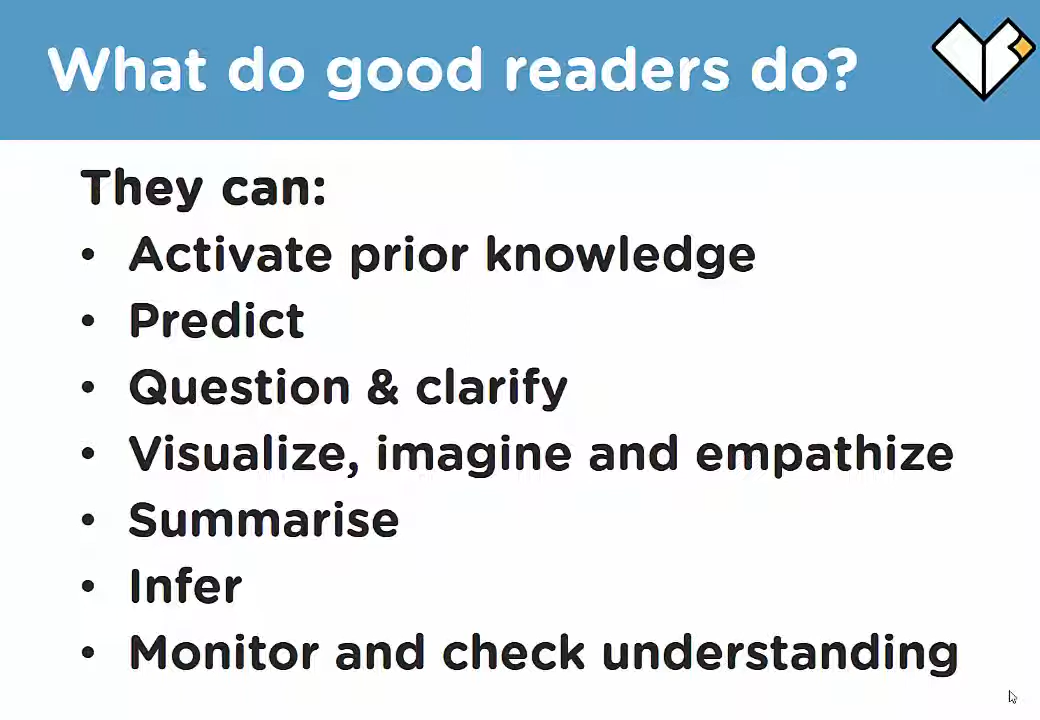 What do good readers do?
They can:
• Activate prior knowledge
• Predict
• Question & clarify
• Visualize, imagine and empathize
• Summarise
• Infer
• Monitor and check understanding